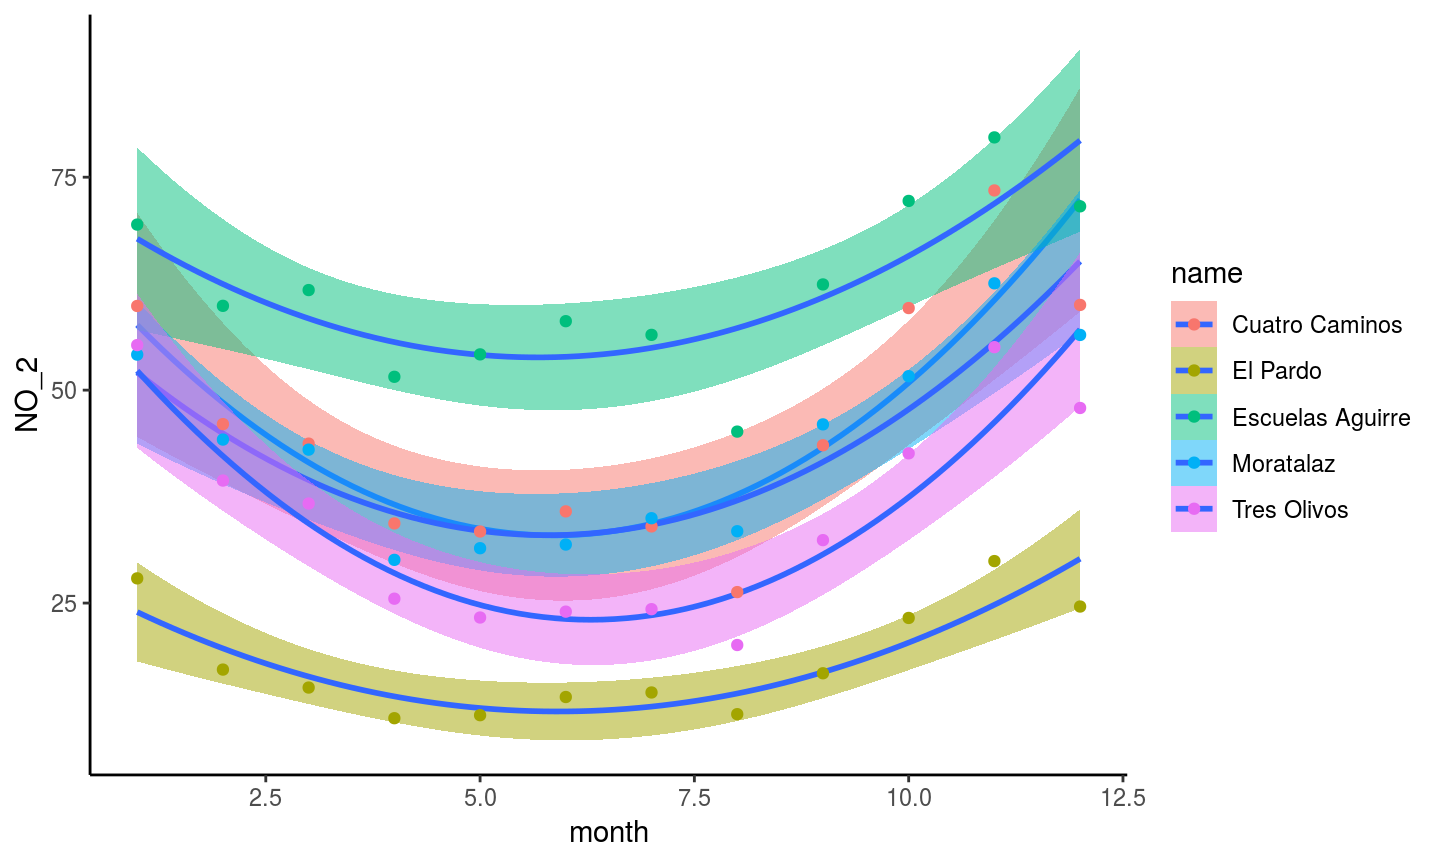 NO_2
75
50
25
2.5
5.0
7.5
10.0
12.5
month
name
Cuatro Caminos
El Pardo
Escuelas Aguirre
Moratalaz
Tres Olivos